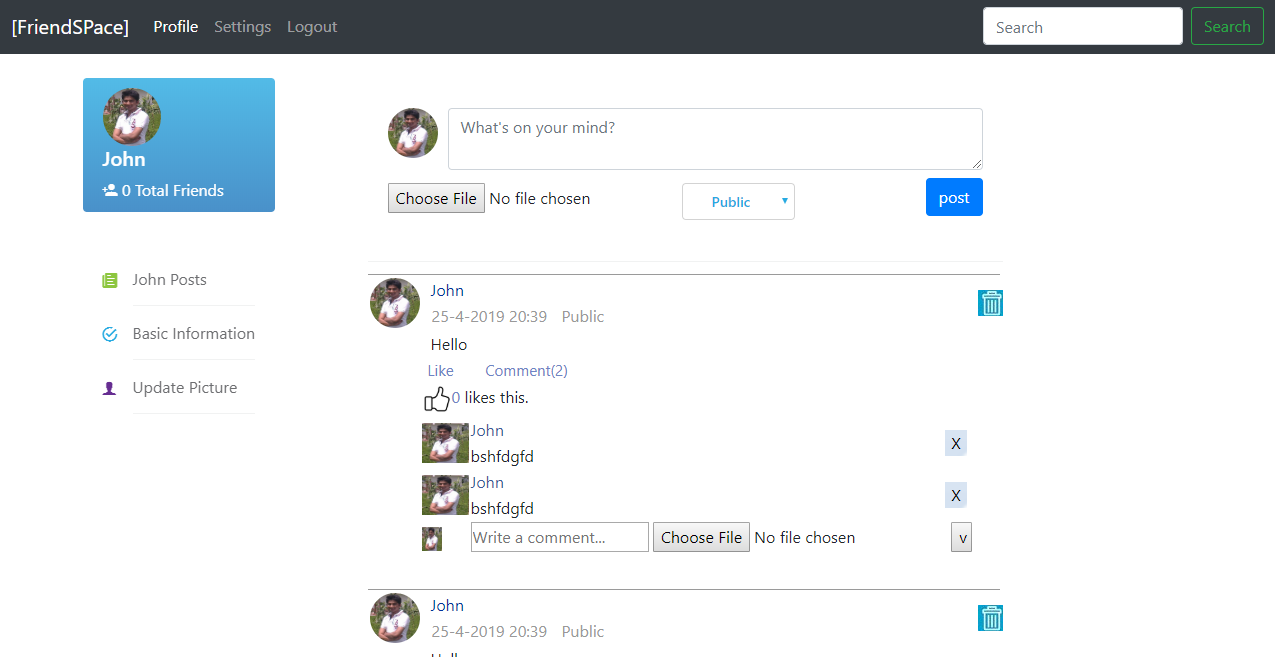 [FriendSPace] Profile Settings Logout Search Search
John
0 Total Friends
John Posts
Basic Information
Update Picture
What's on your mind?
Choose File No file chosen Public post
John
25-4-2019 20:39 Public
Hello
Like Comment(2)
0 likes this.
John
bshfdgfd X
John
bshfdgfd X
Write a comment... Choose File No file chosen v
John
25-4-2019 20:39 Public